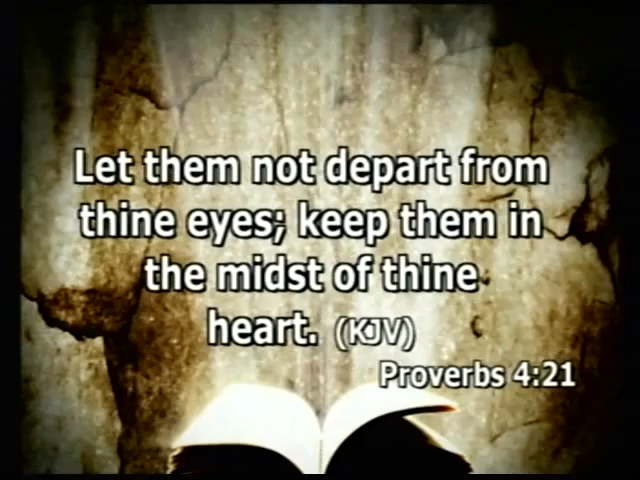 Let them not depart from
thine eyes; keep them in
the midst of thine
heart. (KJV)
Proverbs 4:21